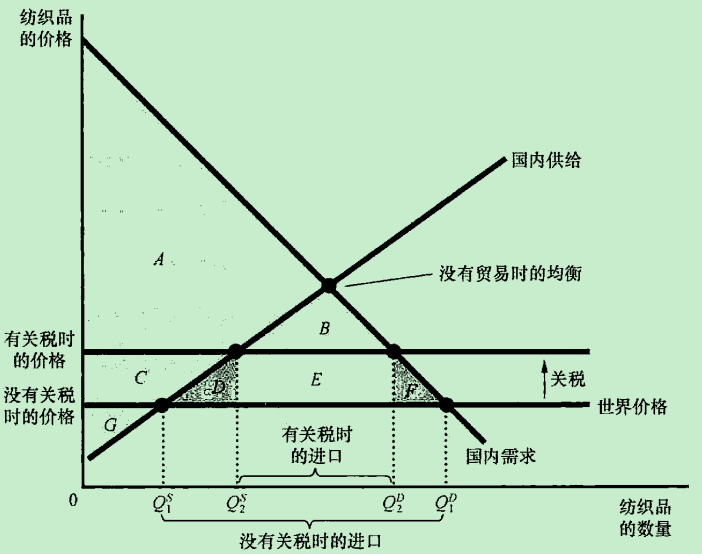 纺织品
的价格
国内供给
A
没有贸易时的均衡
B
有关税时
的价格
C
D
E
F
关税
没有关税
时的价格
世界价格
G
有关税时
的进口
国内需求
0
Q₁ˢ
Q₂ˢ
Q₂ᴰ
Q₁ᴰ
纺织品
的数量
没有关税时的进口